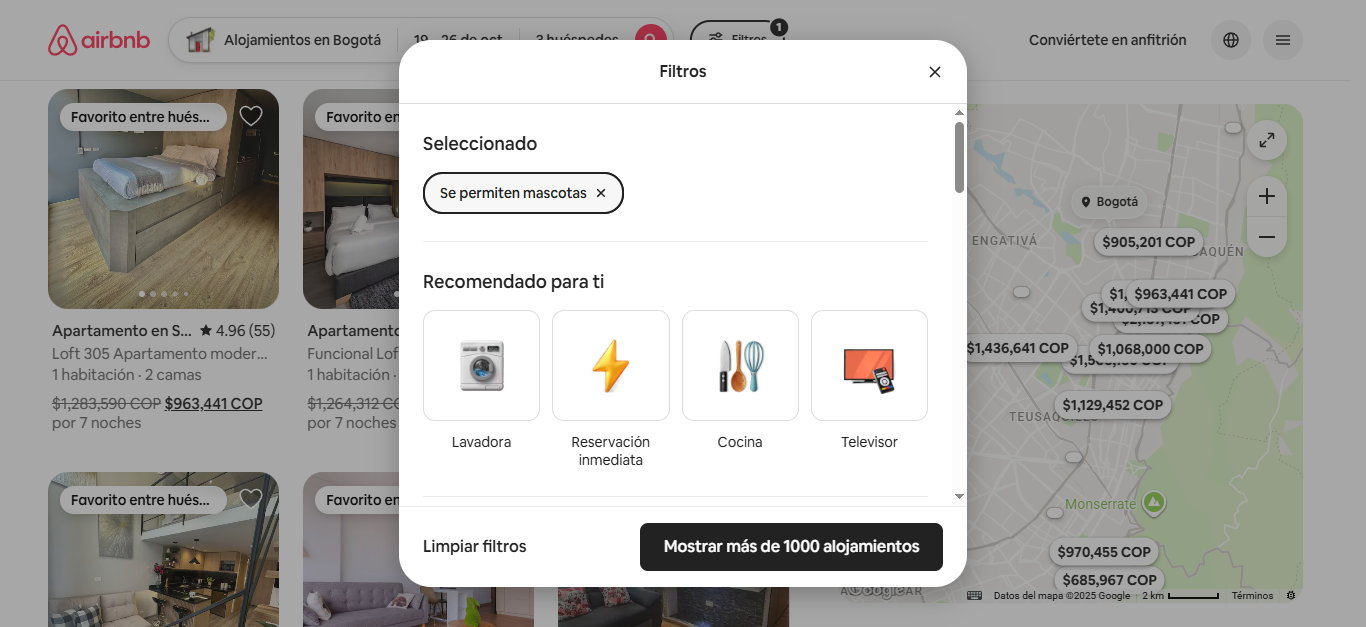 airbnb
Alojamientos en Bogotá
19 – 26 de oct
3 huéspedes
Filtros
1
Conviértete en anfitrión
Filtros
Seleccionado
Se permiten mascotas
Recomendado para ti
Lavadora
Reservación
inmediata
Cocina
Televisor
Limpiar filtros
Mostrar más de 1000 alojamientos
Favorito entre hués...
Favorito en
Apartamento en S...
4.96 (55)
Loft 305 Apartamento moder...
1 habitación · 2 camas
$1,283,590 COP $963,441 COP
por 7 noches
Apartamen
Funcional Lof
1 habitación ·
$1,264,312 CO
por 7 noches
Favorito entre hués...
Favorito en
Bogotá
ENGATIVÁ
$905,201 COP
AQUÉN
$1,
$963,441 COP
$1,436,641 COP
$1,068,000 COP
$1,129,452 COP
TEUSAQUILLO
Monserrate
$970,455 COP
$685,967 COP
Google
Datos del mapa ©2025 Google
2 km
Términos